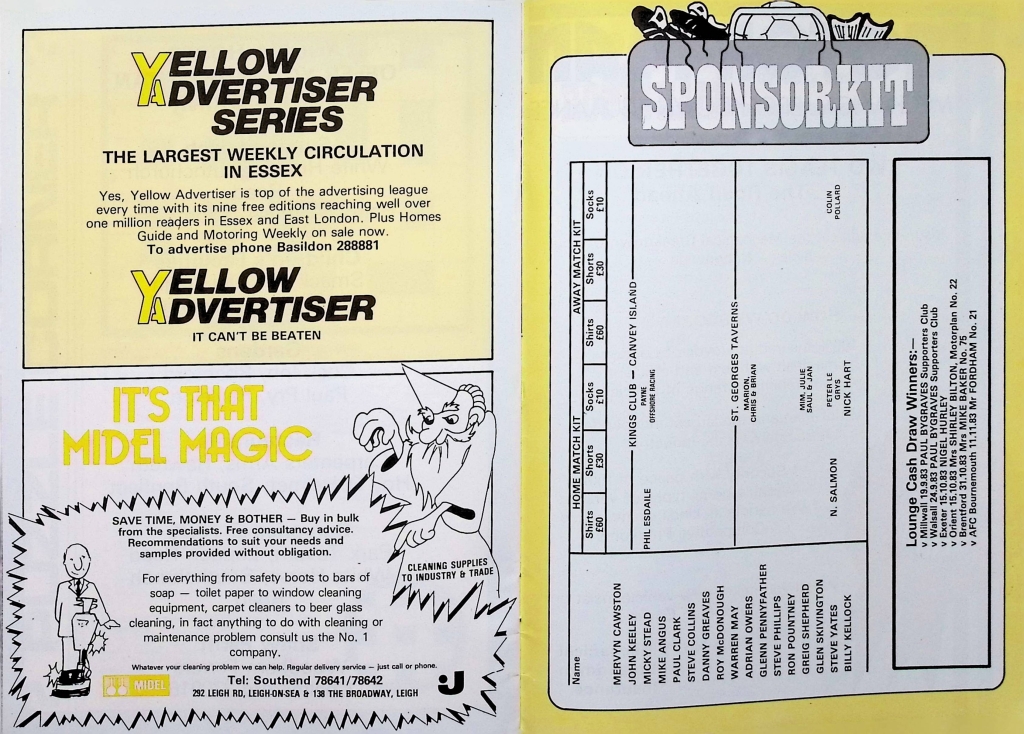 YELLOW
ADVERTISER
SERIES
THE LARGEST WEEKLY CIRCULATION
IN ESSEX
Yes, Yellow Advertiser is top of the advertising league
every time with its nine free editions reaching well over
one million readers in Essex and East London. Plus Homes
Guide and Motoring Weekly on sale now.
To advertise phone Basildon 288881
YELLOW
ADVERTISER
IT CAN'T BE BEATEN
IT'S THAT
MIDEL MAGIC
SAVE TIME, MONEY & BOTHER — Buy in bulk
from the specialists. Free consultancy advice.
Recommendations to suit your needs and
samples provided without obligation.
CLEANING SUPPLIES
TO INDUSTRY & TRADE
For everything from safety boots to bars of
soap — toilet paper to window cleaning
equipment, carpet cleaners to beer glass
cleaning, in fact anything to do with cleaning or
maintenance problem consult us the No. 1
company.
Whatever your cleaning problem we can help. Regular delivery service — just call or phone.
MIDEL
Tel: Southend 78641/78642
292 LEIGH RD, LEIGH-ON-SEA & 138 THE BROADWAY, LEIGH
SPONSORKIT
HOME MATCH KIT AWAY MATCH KIT
Name Shirts £60 Shorts £30 Socks £10 Shirts £60 Shorts £30 Socks £10
MERVYN CAWSTON
JOHN KEELEY KINGS CLUB — CANVEY ISLAND
MICKY STEAD PHIL ESDAILE PAYNE OFFSHORE RACING
MIKE ANGUS
PAUL CLARK
STEVE COLLINS
DANNY GREAVES
ROY McDONOUGH
WARREN MAY ST. GEORGES TAVERNS
ADRIAN OWERS MARION, CHRIS & BRIAN
GLENN PENNYFATHER
STEVE PHILLIPS
RON POUNTNEY
GREIG SHEPHERD MIM, JULIE SAUL & JAN
GLEN SKIVINGTON
STEVE YATES N. SALMON PETER LE GRYS COLIN POLLARD
BILLY KELLOCK NICK HART
Lounge Cash Draw Winners:—
v Millwall 19.9.83 PAUL BYGRAVES Supporters Club
v Walsall 24.9.83 PAUL BYGRAVES Supporters Club
v Exeter 15.10.83 NIGEL HURLEY
v Orient 15.10.83 Mrs SHIRLEY BILTON, Motorplan No. 22
v Brentford 31.10.83 Mrs MIKE BAKER No. 75
v AFC Bournemouth 11.11.83 Mr FORDHAM No. 21